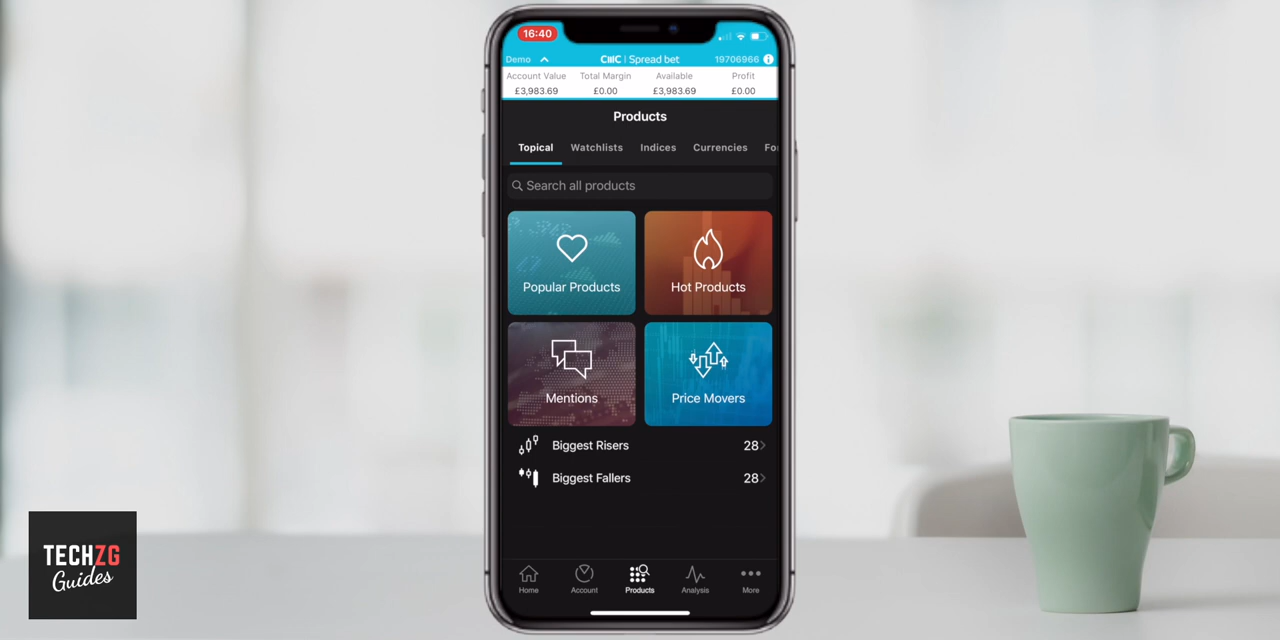 16:40
Demo CMC | Spread bet 19706966
Account Value Total Margin Available Profit
£3,983.69 £0.00 £3,983.69 £0.00
Products
Topical Watchlists Indices Currencies
Search all products
Popular Products Hot Products
Mentions Price Movers
Biggest Risers 28
Biggest Fallers 28
Home Account Products Analysis More
TECHZG
Guides